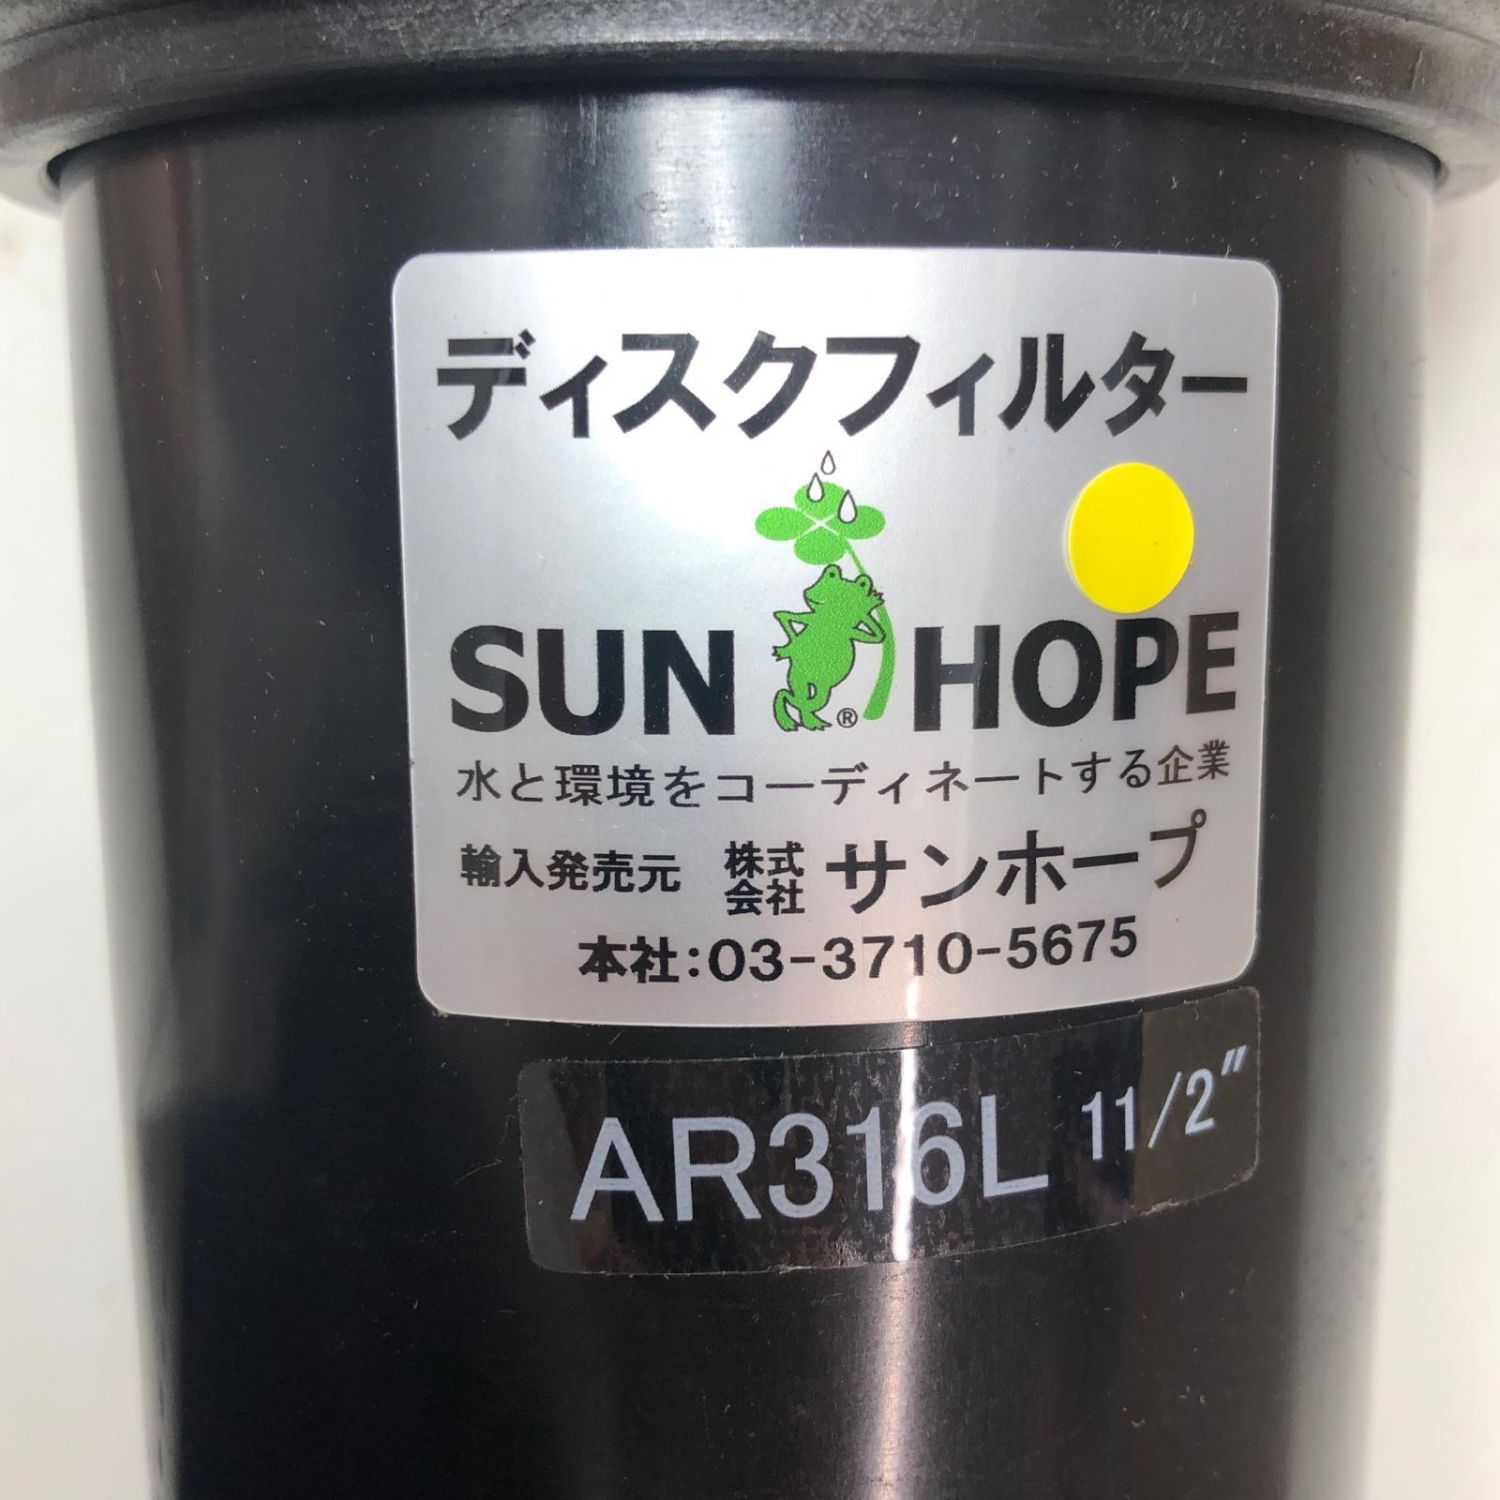 ディスクフィルター
SUN HOPE
®
水と環境をコーディネートする企業
輸入発売元 株式会社 サンホープ
本社:03-3710-5675
AR316L 11/2"